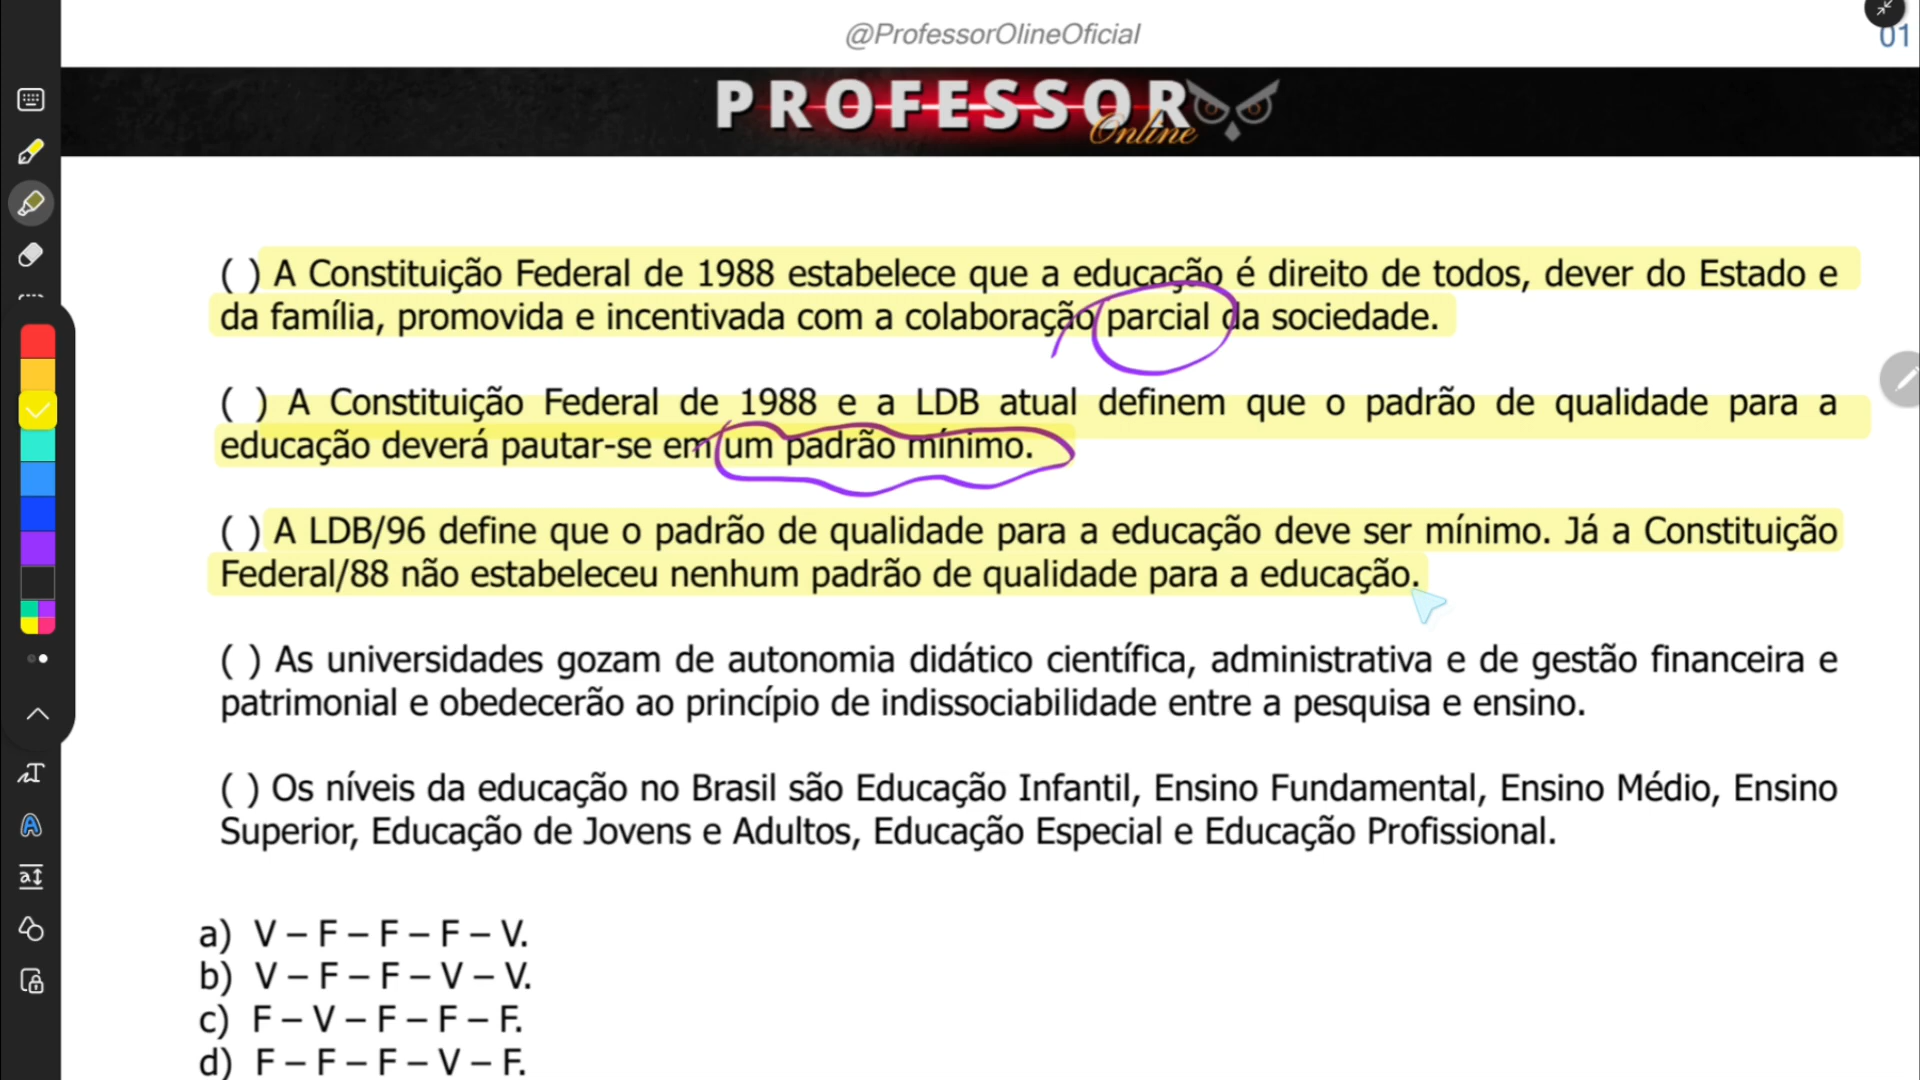 @ProfessorOlineOficial
01
PROFESSOR
Online
( ) A Constituição Federal de 1988 estabelece que a educação é direito de todos, dever do Estado e
da família, promovida e incentivada com a colaboração parcial da sociedade.
( ) A Constituição Federal de 1988 e a LDB atual definem que o padrão de qualidade para a
educação deverá pautar-se em um padrão mínimo.
( ) A LDB/96 define que o padrão de qualidade para a educação deve ser mínimo. Já a Constituição
Federal/88 não estabeleceu nenhum padrão de qualidade para a educação.
( ) As universidades gozam de autonomia didático científica, administrativa e de gestão financeira e
patrimonial e obedecerão ao princípio de indissociabilidade entre a pesquisa e ensino.
( ) Os níveis da educação no Brasil são Educação Infantil, Ensino Fundamental, Ensino Médio, Ensino
Superior, Educação de Jovens e Adultos, Educação Especial e Educação Profissional.
a) V – F – F – F – V.
b) V – F – F – V – V.
c) F – V – F – F – F.
d) F – F – F – V – F.